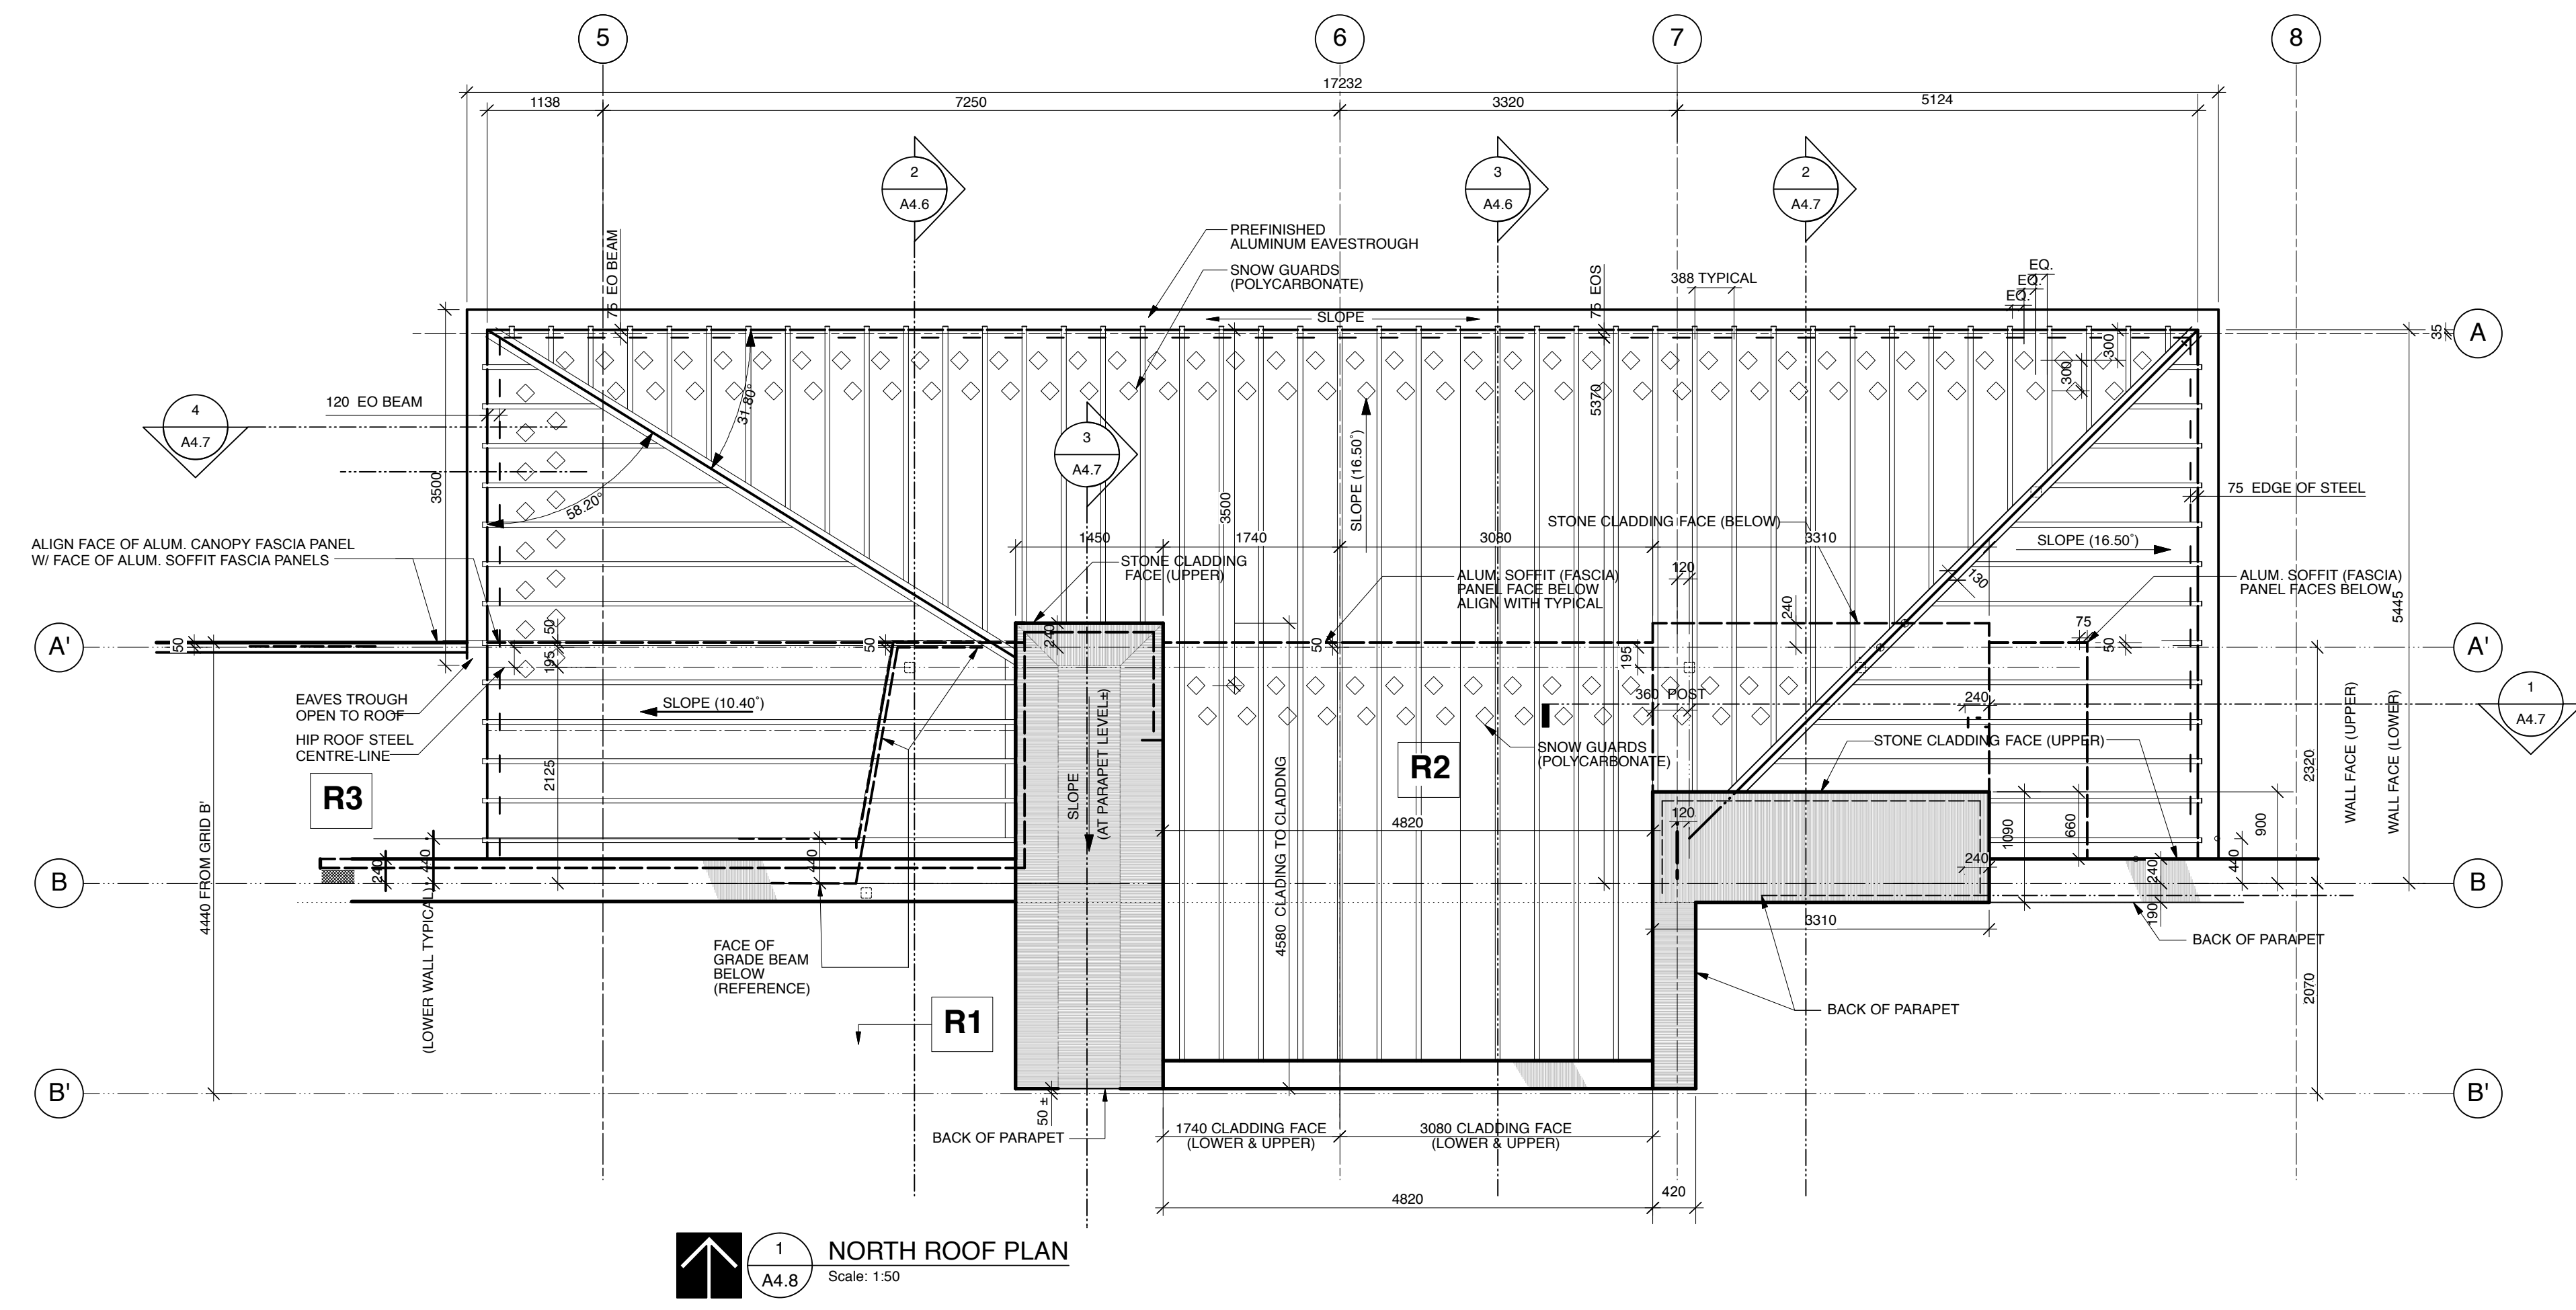 5
6
7
8
17232
1138
7250
3320
5124
2
A4.6
3
A4.6
2
A4.7
PREFINISHED
ALUMINUM EAVESTROUGH
SNOW GUARDS
(POLYCARBONATE)
75 EO BEAM
75 EOS
388 TYPICAL
EQ.
EQ.
EQ.
SLOPE
A
35
300
300
120 EO BEAM
4
A4.7
31.80°
58.20°
3500
3
A4.7
5370
SLOPE (16.50°)
3500
75 EDGE OF STEEL
STONE CLADDING FACE (BELOW)
SLOPE (16.50°)
ALIGN FACE OF ALUM. CANOPY FASCIA PANEL
W/ FACE OF ALUM. SOFFIT FASCIA PANELS
1450
1740
3080
3310
STONE CLADDING
FACE (UPPER)
120
130
ALUM. SOFFIT (FASCIA)
PANEL FACE BELOW
ALIGN WITH TYPICAL
ALUM. SOFFIT (FASCIA)
PANEL FACES BELOW
5445
240
240
75
A'
50
50
195
50
50
195
50
A'
360 POST
240
EAVES TROUGH
OPEN TO ROOF
HIP ROOF STEEL
CENTRE-LINE
SLOPE (10.40°)
1
A4.7
STONE CLADDING FACE (UPPER)
SNOW GUARDS
(POLYCARBONATE)
R2
R3
2125
SLOPE
(AT PARAPET LEVEL±)
2320
WALL FACE (UPPER)
WALL FACE (LOWER)
120
4820
1090
660
900
4440 FROM GRID B'
240
440
440
240
240
440
B
B
190
3310
(LOWER WALL TYPICAL)
FACE OF
GRADE BEAM
BELOW
(REFERENCE)
4580 CLADING TO CLADDNG
BACK OF PARAPET
2070
R1
BACK OF PARAPET
B'
B'
50 ±
BACK OF PARAPET
1740 CLADDING FACE
(LOWER & UPPER)
3080 CLADDING FACE
(LOWER & UPPER)
4820
420
1
A4.8
NORTH ROOF PLAN
Scale: 1:50